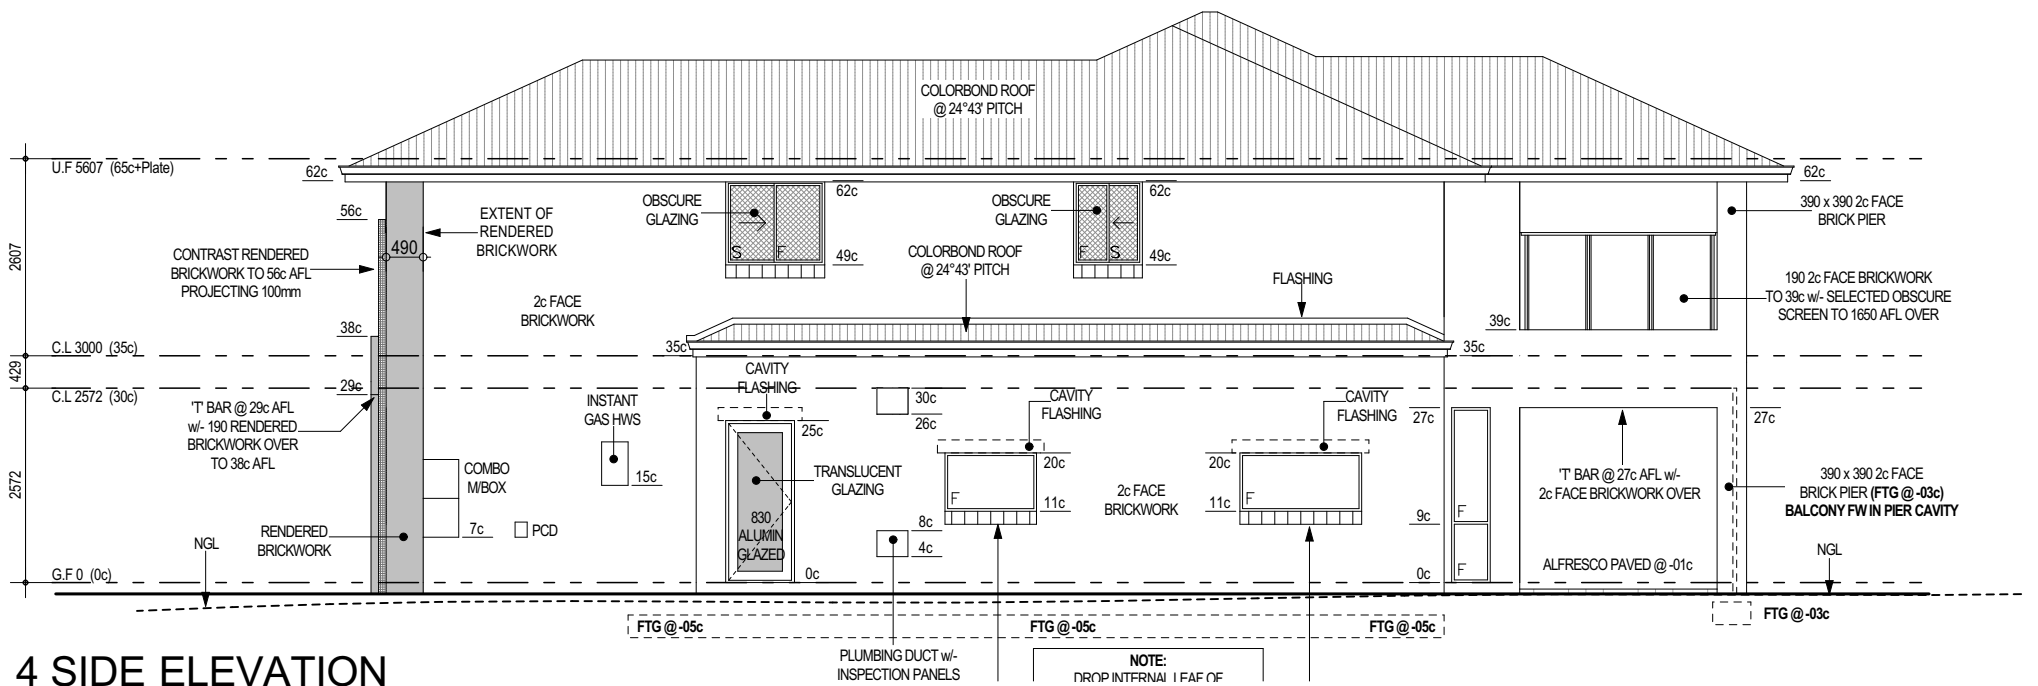 COLORBOND ROOF
@ 24°43' PITCH
U.F 5607 (65c+Plate)
62c
62c
62c
62c
56c
EXTENT OF
RENDERED
BRICKWORK
OBSCURE
GLAZING
OBSCURE
GLAZING
390 x 390 2c FACE
BRICK PIER
490
S
F
F
S
49c
49c
2607
CONTRAST RENDERED
BRICKWORK TO 56c AFL
PROJECTING 100mm
COLORBOND ROOF
@ 24°43' PITCH
FLASHING
190 2c FACE BRICKWORK
TO 39c w/- SELECTED OBSCURE
SCREEN TO 1650 AFL OVER
2c FACE
BRICKWORK
38c
39c
C.L 3000 (35c)
35c
35c
429
C.L 2572 (30c)
29c
'T' BAR @ 29c AFL
w/- 190 RENDERED
BRICKWORK OVER
TO 38c AFL
INSTANT
GAS HWS
CAVITY
FLASHING
25c
30c
26c
CAVITY
FLASHING
CAVITY
FLASHING
27c
27c
2572
COMBO
M/BOX
15c
TRANSLUCENT
GLAZING
20c
F
11c
2c FACE
BRICKWORK
20c
F
11c
'T' BAR @ 27c AFL w/-
2c FACE BRICKWORK OVER
390 x 390 2c FACE
BRICK PIER (FTG @ -03c)
BALCONY FW IN PIER CAVITY
RENDERED
BRICKWORK
7c
PCD
830
ALUMIN
GLAZED
8c
4c
9c
F
F
NGL
NGL
ALFRESCO PAVED @ -01c
G.F 0 (0c)
0c
0c
FTG @ -05c
FTG @ -05c
FTG @ -05c
FTG @ -03c
4 SIDE ELEVATION
PLUMBING DUCT w/-
INSPECTION PANELS
NOTE:
DROP INTERNAL LEAF OF